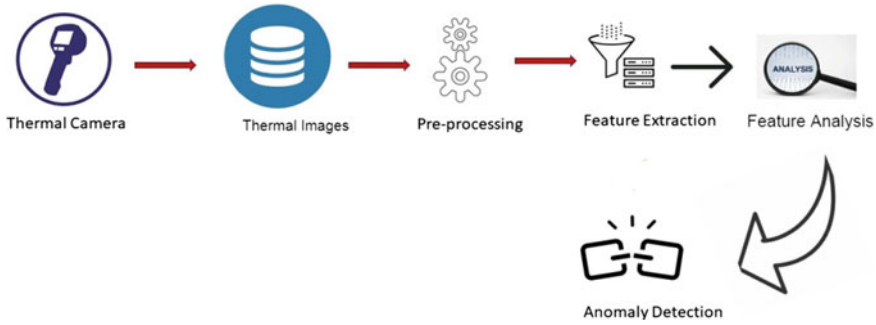 Thermal Camera
Thermal Images
Pre-processing
Feature Extraction
ANALYSIS
Feature Analysis
Anomaly Detection